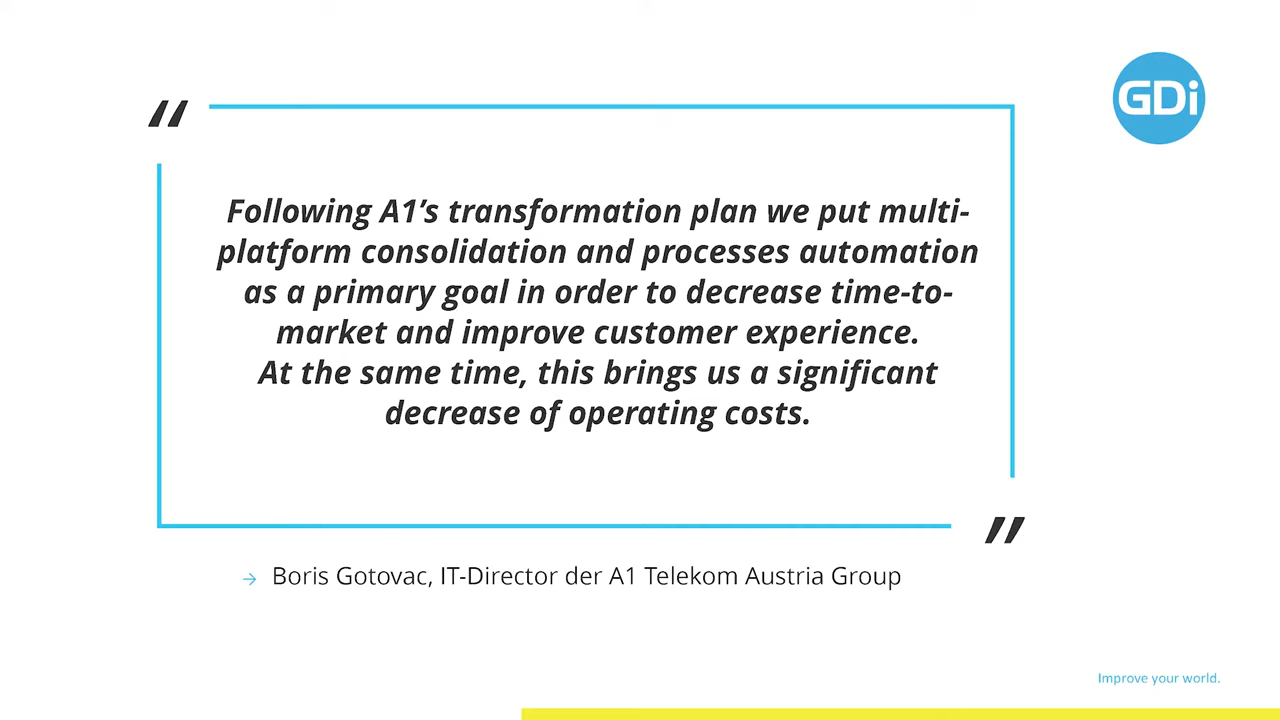 GDi
“
Following A1’s transformation plan we put multi-
platform consolidation and processes automation
as a primary goal in order to decrease time-to-
market and improve customer experience.
At the same time, this brings us a significant
decrease of operating costs.
”
→ Boris Gotovac, IT-Director der A1 Telekom Austria Group
Improve your world.